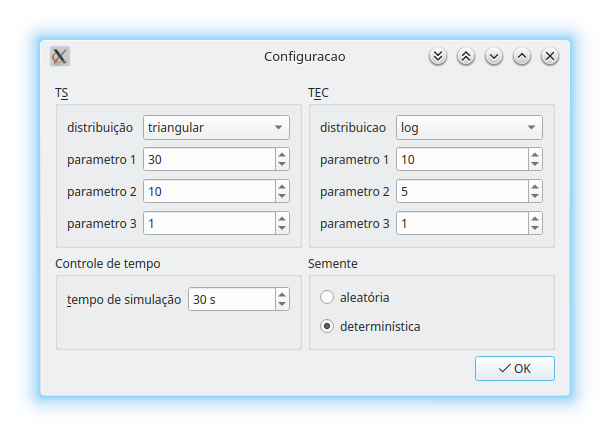 Configuracao
TS
distribuição triangular
parametro 1 30
parametro 2 10
parametro 3 1
TEC
distribuicao log
parametro 1 10
parametro 2 5
parametro 3 1
Controle de tempo
tempo de simulação 30 s
Semente
aleatória
determinística
OK